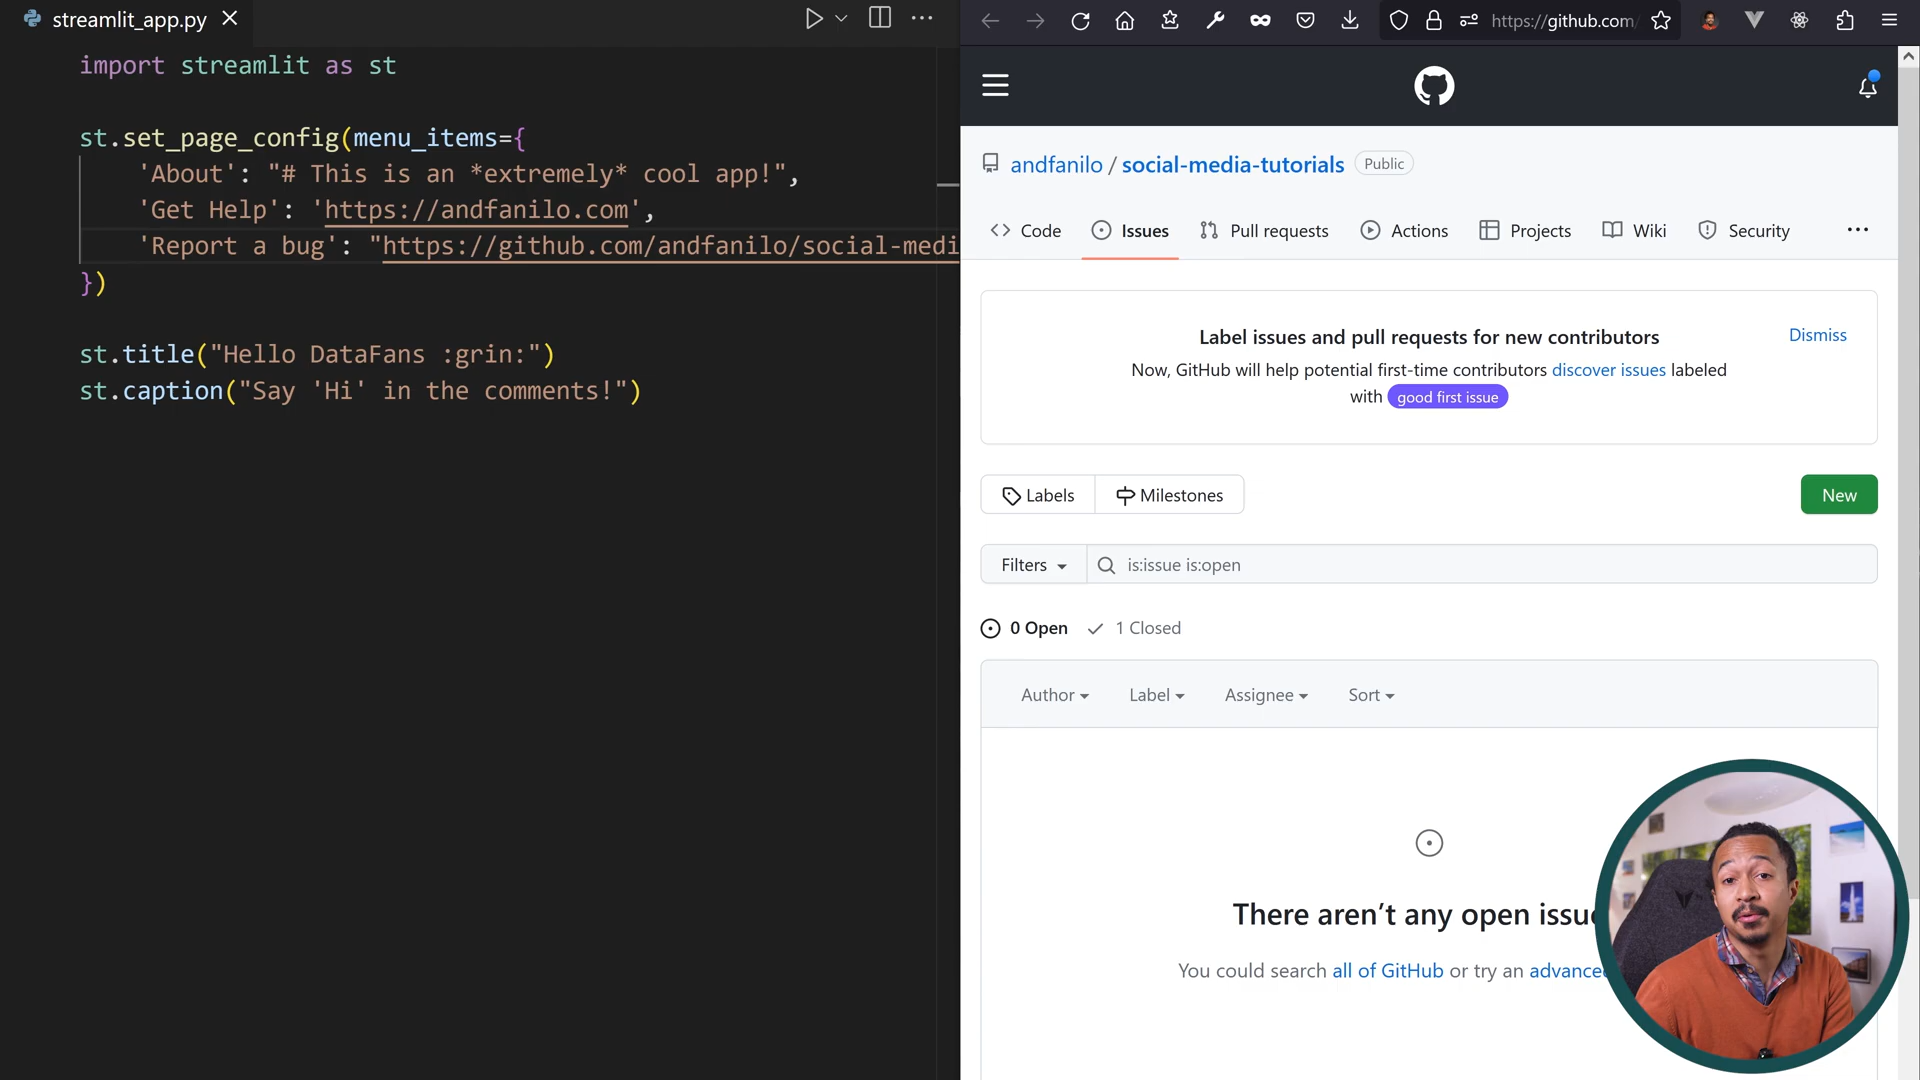 streamlit_app.py
import streamlit as st
st.set_page_config(menu_items={
'About': "# This is an *extremely* cool app!",
'Get Help': 'https://andfanilo.com',
'Report a bug': "https://github.com/andfanilo/social-medi
})
st.title("Hello DataFans :grin:")
st.caption("Say 'Hi' in the comments!")
https://github.com/
andfanilo / social-media-tutorials Public
Code Issues Pull requests Actions Projects Wiki Security
Label issues and pull requests for new contributors
Dismiss
Now, GitHub will help potential first-time contributors discover issues labeled
with good first issue
Labels Milestones
New
Filters is:issue is:open
0 Open 1 Closed
Author Label Assignee Sort
There aren’t any open issu
You could search all of GitHub or try an advanced